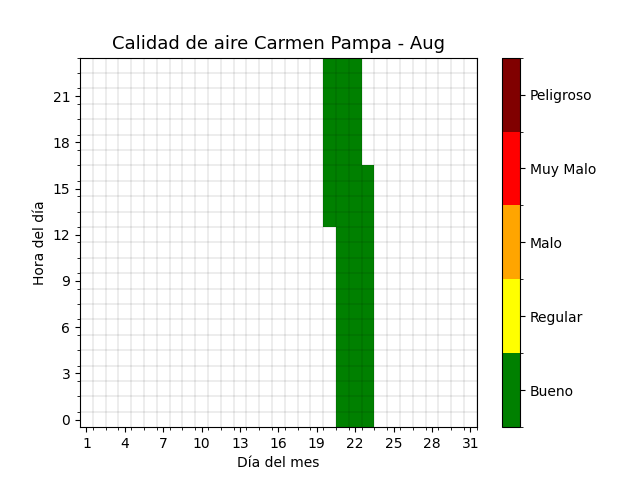 Calidad de aire Carmen Pampa - Aug
Hora del día
21
18
15
12
9
6
3
0
1 4 7 10 13 16 19 22 25 28 31
Día del mes
Peligroso
Muy Malo
Malo
Regular
Bueno